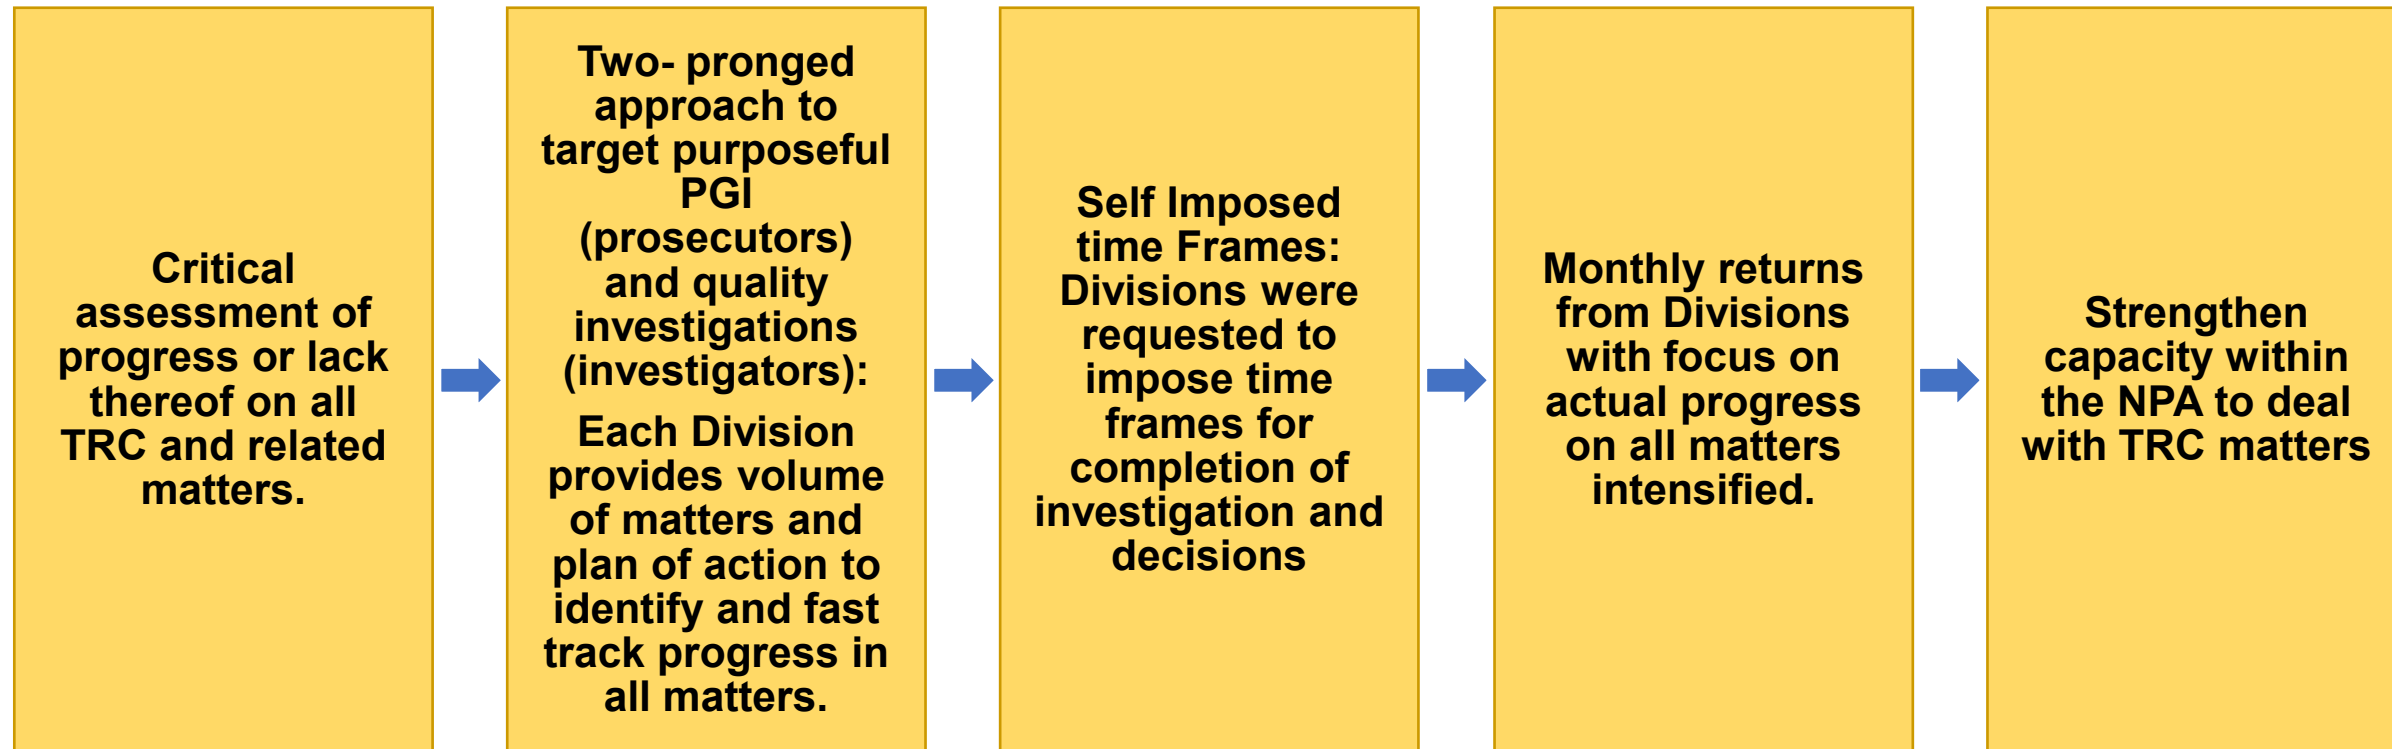 Critical
assessment of
progress or lack
thereof on all
TRC and related
matters.
Two- pronged
approach to
target purposeful
PGI
(prosecutors)
and quality
investigations
(investigators):
Each Division
provides volume
of matters and
plan of action to
identify and fast
track progress in
all matters.
Self Imposed
time Frames:
Divisions were
requested to
impose time
frames for
completion of
investigation and
decisions
Monthly returns
from Divisions
with focus on
actual progress
on all matters
intensified.
Strengthen
capacity within
the NPA to deal
with TRC matters